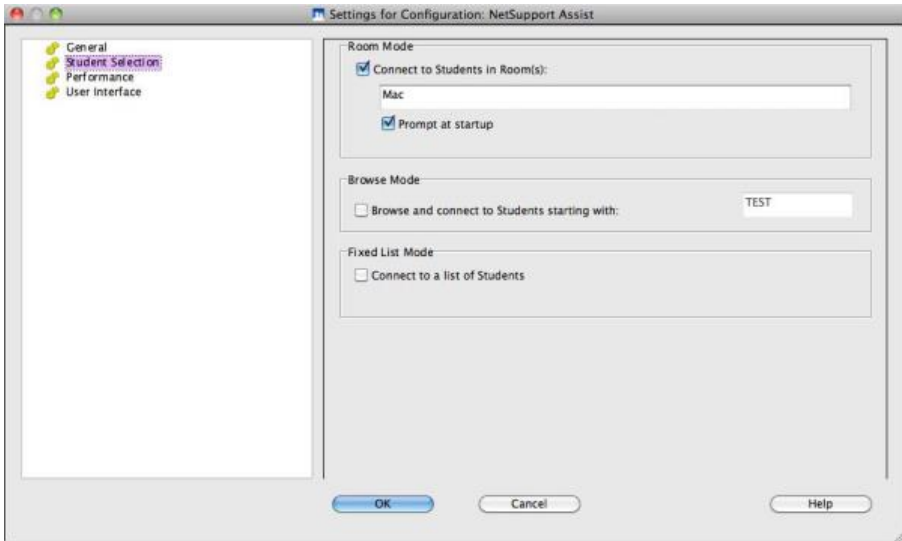 Settings for Configuration: NetSupport Assist
General
Student Selection
Performance
User Interface
Room Mode
Connect to Students in Room(s):
Mac
Prompt at startup
Browse Mode
Browse and connect to Students starting with:
TEST
Fixed List Mode
Connect to a list of Students
OK
Cancel
Help